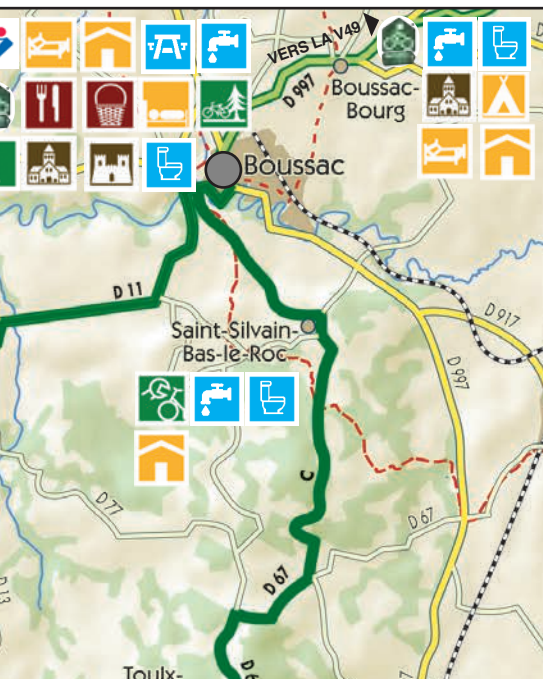 VERS LA V49
D 997
Boussac-
Bourg
Boussac
D 11
D 917
Saint-Silvain-
Bas-le-Roc
D 997
C
D 77
D 67
D 67
D 13
Toulx-